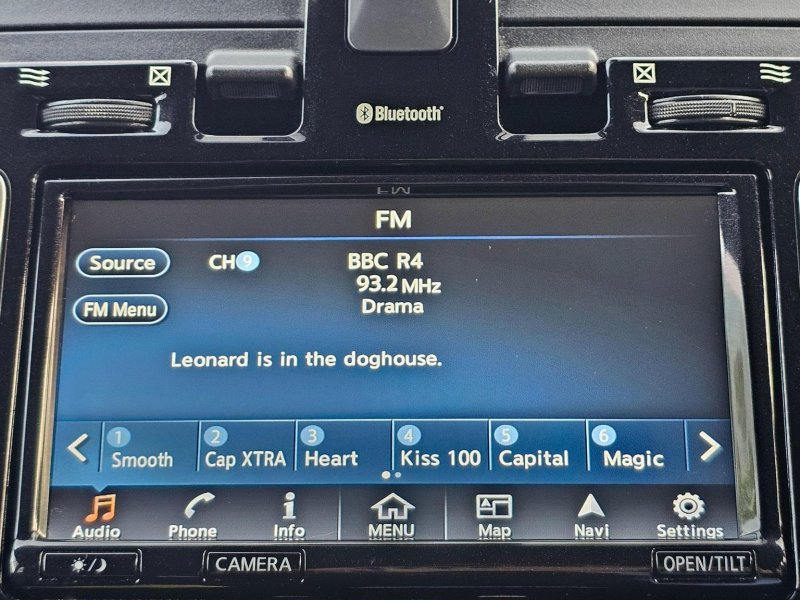 Bluetooth®
FM
FM
Source CH 9 BBC R4
93.2 MHz
FM Menu Drama
Leonard is in the doghouse.
1 Smooth 2 Cap XTRA 3 Heart 4 Kiss 100 5 Capital 6 Magic
Audio Phone Info MENU Map Navi Settings
CAMERA OPEN/TILT